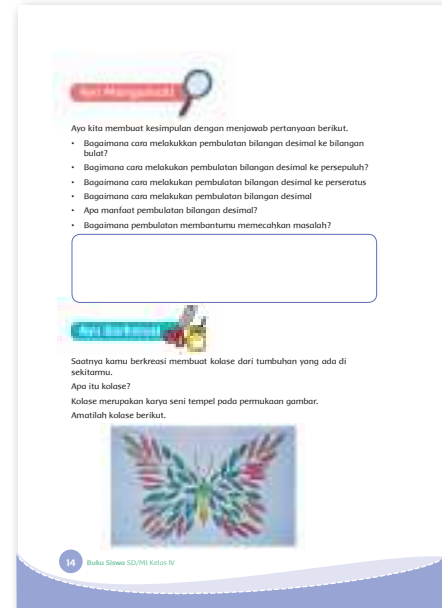 Ayo kita membuat kesimpulan dengan menjawab pertanyaan berikut.
• Bagaimana cara melakukkan pembulatan bilangan desimal ke bilangan
bulat?
• Bagimana cara melakukan pembulatan bilangan desimal ke persepuluh?
• Bagaimana cara melakukan pembulatan bilangan desimal ke perseratus
• Bagaimana cara melakukan pembulatan bilangan desimal
• Apa manfaat pembulatan bilangan desimal?
• Bagaimana pembulatan membantumu memecahkan masalah?
Saatnya kamu berkreasi membuat kolase dari tumbuhan yang ada di
sekitarmu.
Apa itu kolase?
Kolase merupakan karya seni tempel pada permukaan gambar.
Amatilah kolase berikut.
14 Buku Siswa SD/MI Kelas IV